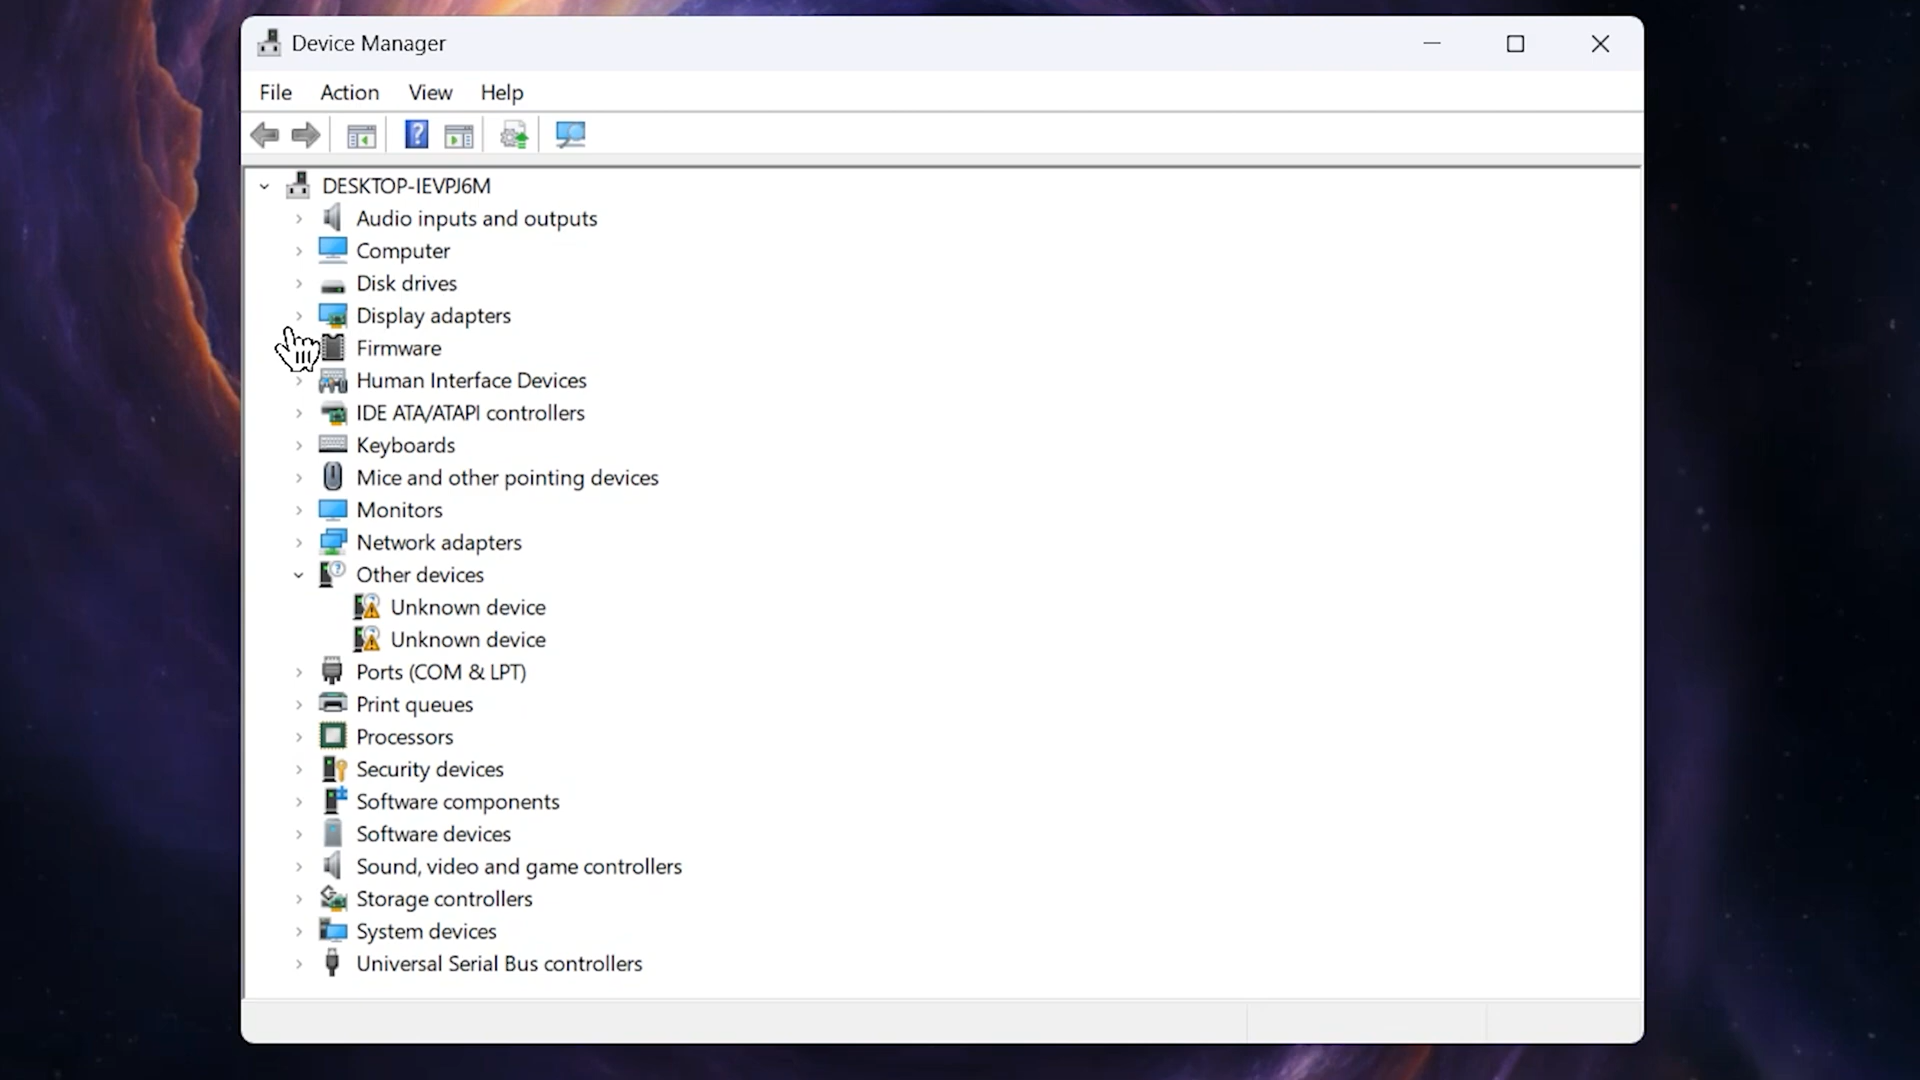 Device Manager
File Action View Help
DESKTOP-IEVPJ6M
Audio inputs and outputs
Computer
Disk drives
Display adapters
Firmware
Human Interface Devices
IDE ATA/ATAPI controllers
Keyboards
Mice and other pointing devices
Monitors
Network adapters
Other devices
Unknown device
Unknown device
Ports (COM & LPT)
Print queues
Processors
Security devices
Software components
Software devices
Sound, video and game controllers
Storage controllers
System devices
Universal Serial Bus controllers